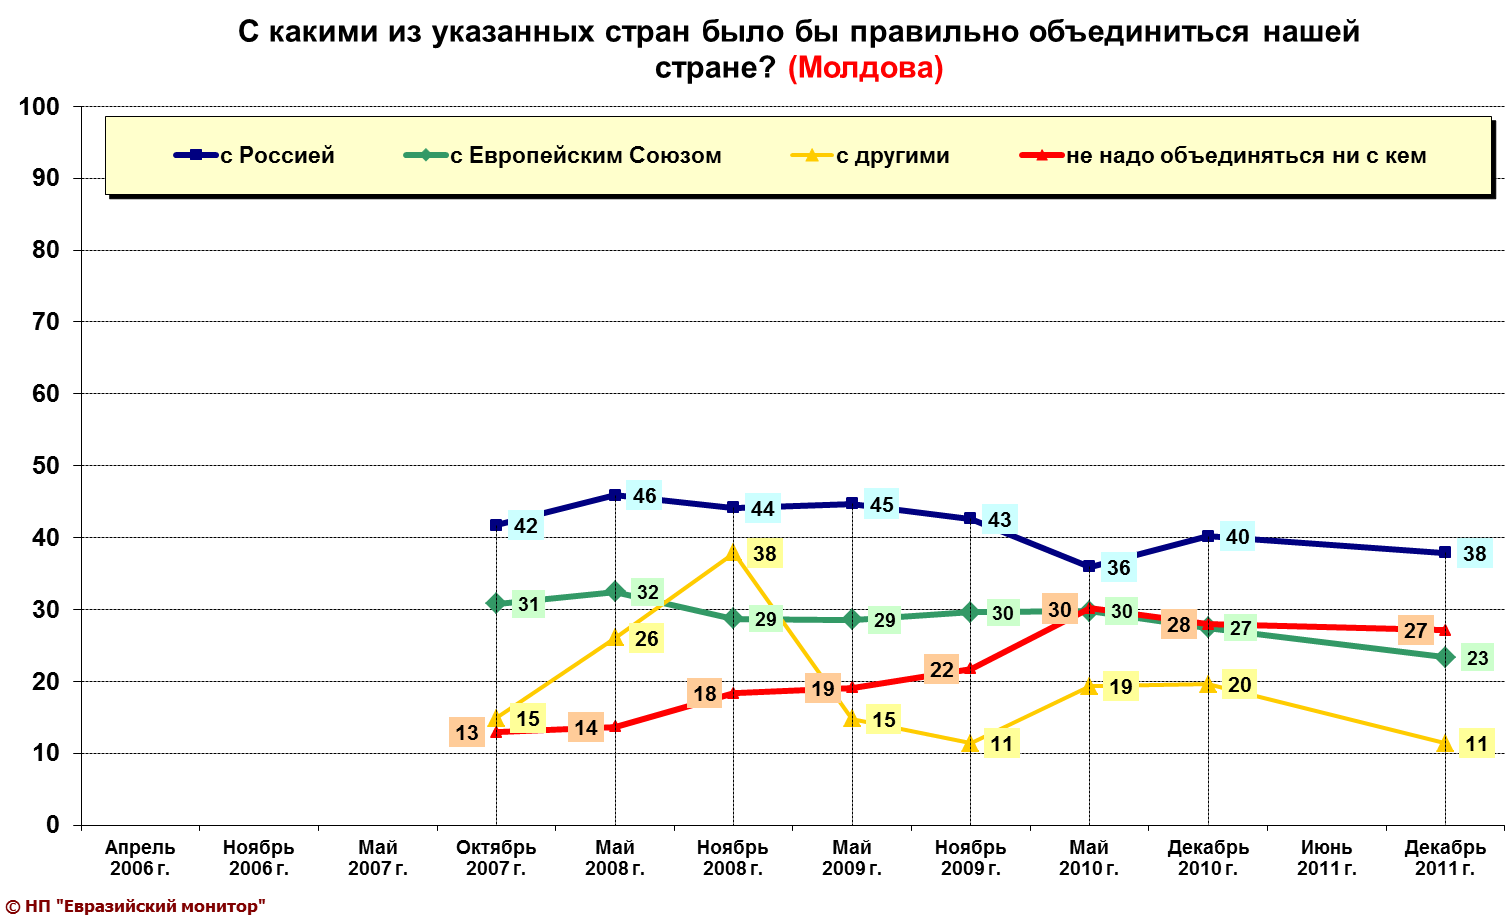 С какими из указанных стран было бы правильно объединиться нашей
стране? (Молдова)
100
с Россией с Европейским Союзом с другими не надо объединяться ни с кем
90
80
70
60
50
46 44 45 43
42 40
40
38 36 38
31 32 29 29 30 30 30
30
28 27 27
26 23
22
20
18 19 19 20
15 15
13 14 11 11
10
0
Апрель Ноябрь Май Октябрь Май Ноябрь Май Ноябрь Май Декабрь Июнь Декабрь
2006 г. 2006 г. 2007 г. 2007 г. 2008 г. 2008 г. 2009 г. 2009 г. 2010 г. 2010 г. 2011 г. 2011 г.
© НП "Евразийский монитор"